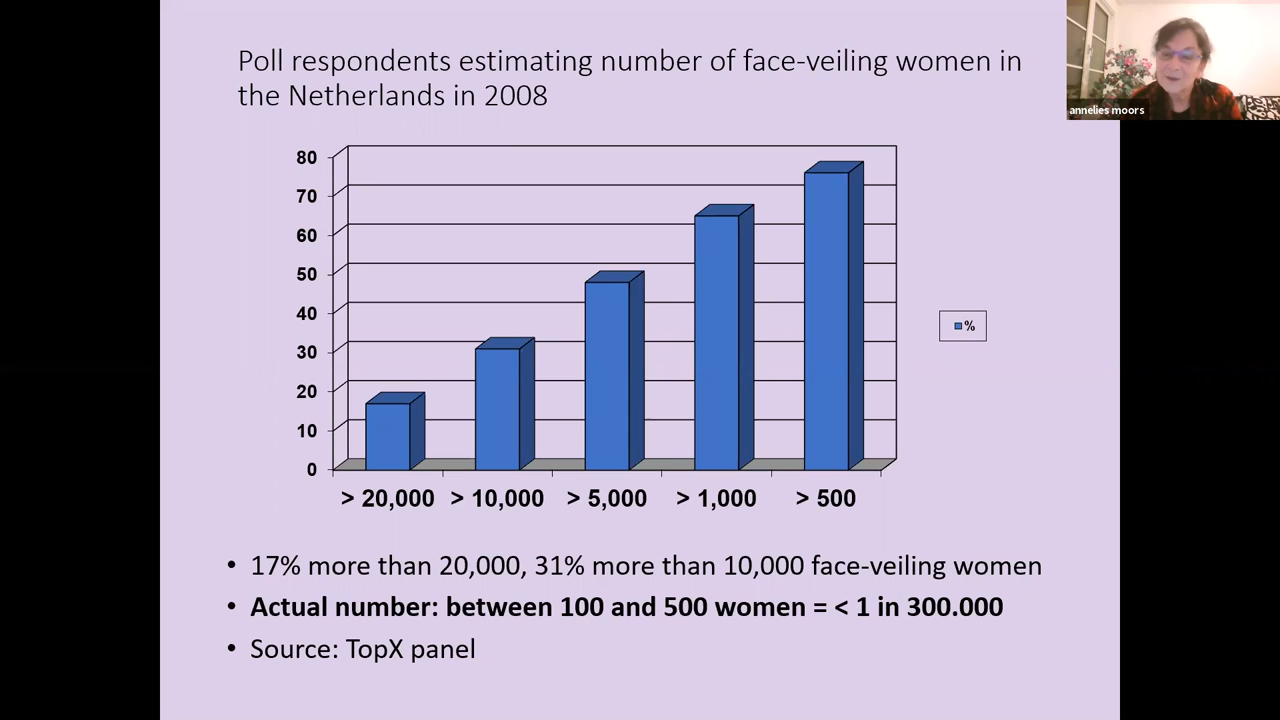 Poll respondents estimating number of face-veiling women in
the Netherlands in 2008
annelies moors
80
70
60
50
40
30
20
10
0
> 20,000 > 10,000 > 5,000 > 1,000 > 500
%
• 17% more than 20,000, 31% more than 10,000 face-veiling women
• Actual number: between 100 and 500 women = < 1 in 300.000
• Source: TopX panel